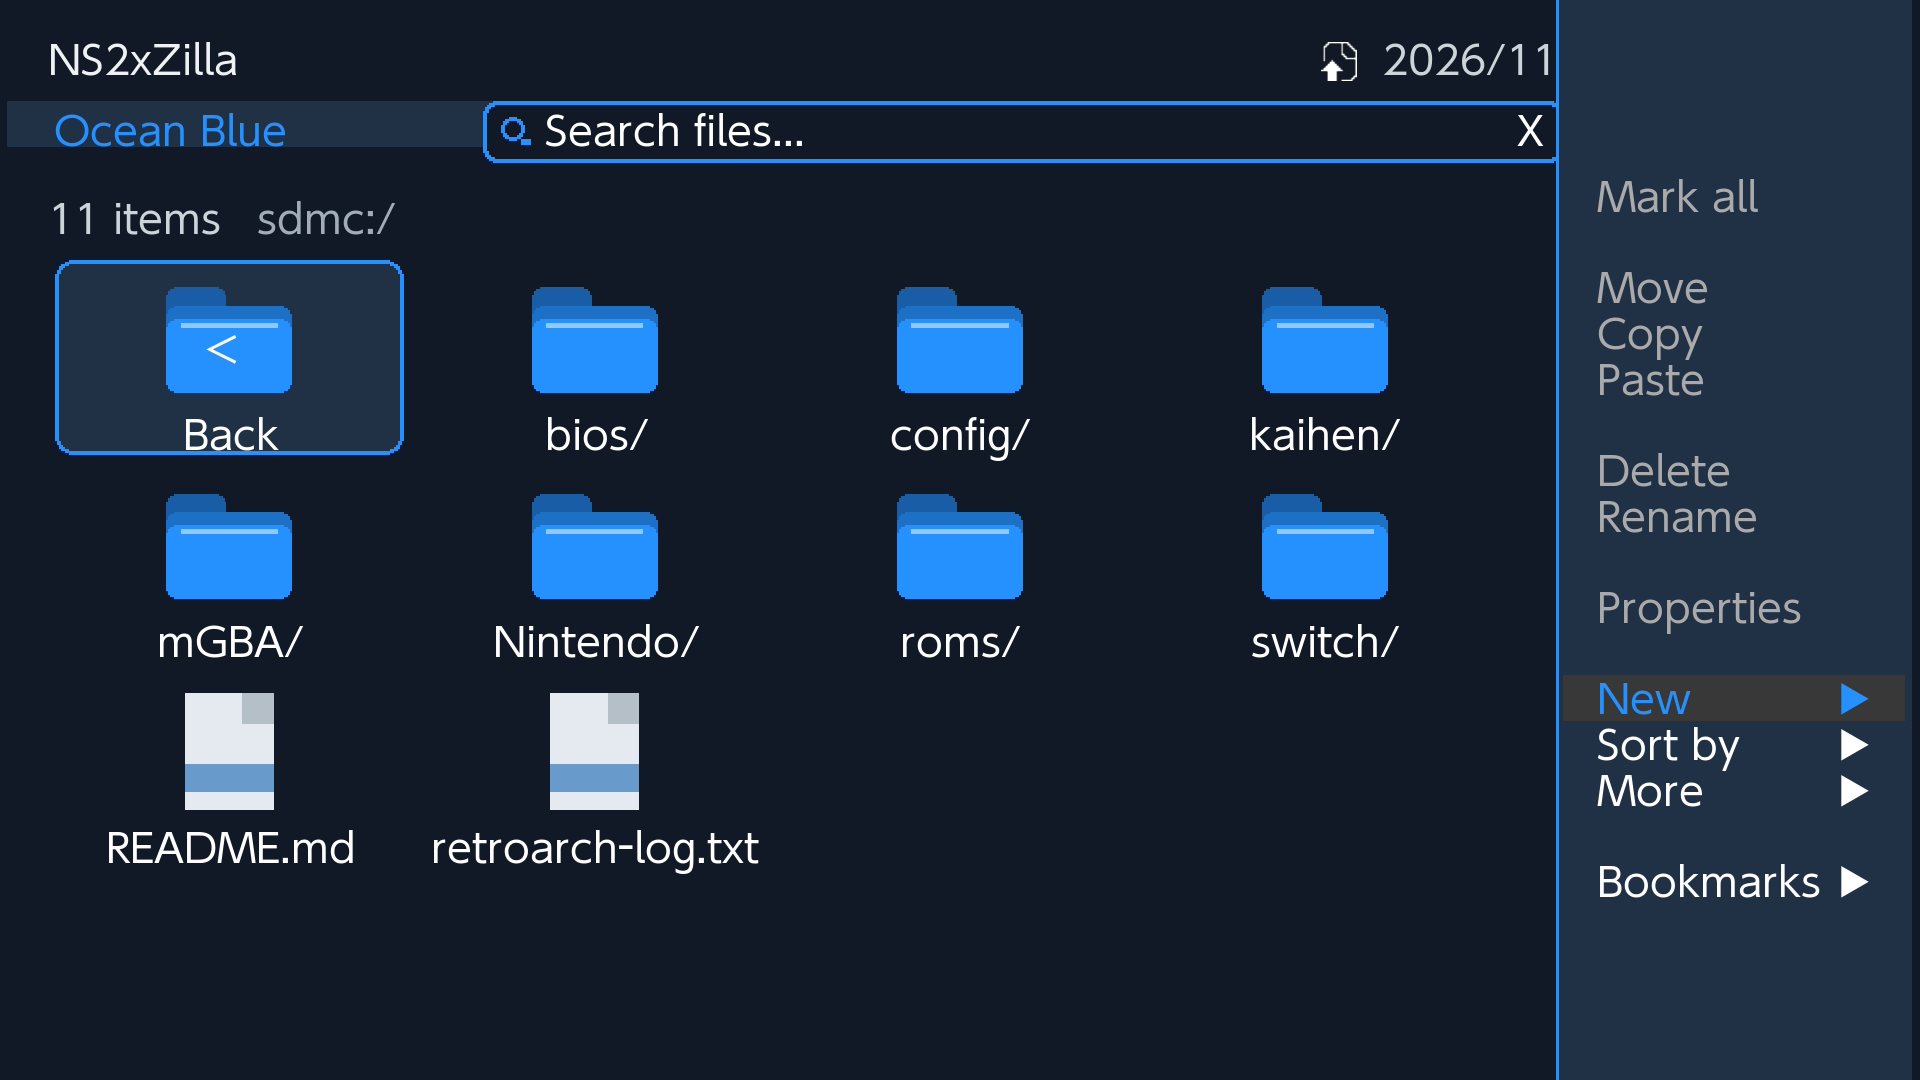 NS2xZilla
2026/11
Ocean Blue
Search files...
X
11 items sdmc:/
<
Back
bios/
config/
kaihen/
mGBA/
Nintendo/
roms/
switch/
README.md
retroarch-log.txt
Mark all
Move
Copy
Paste
Delete
Rename
Properties
New
Sort by
More
Bookmarks